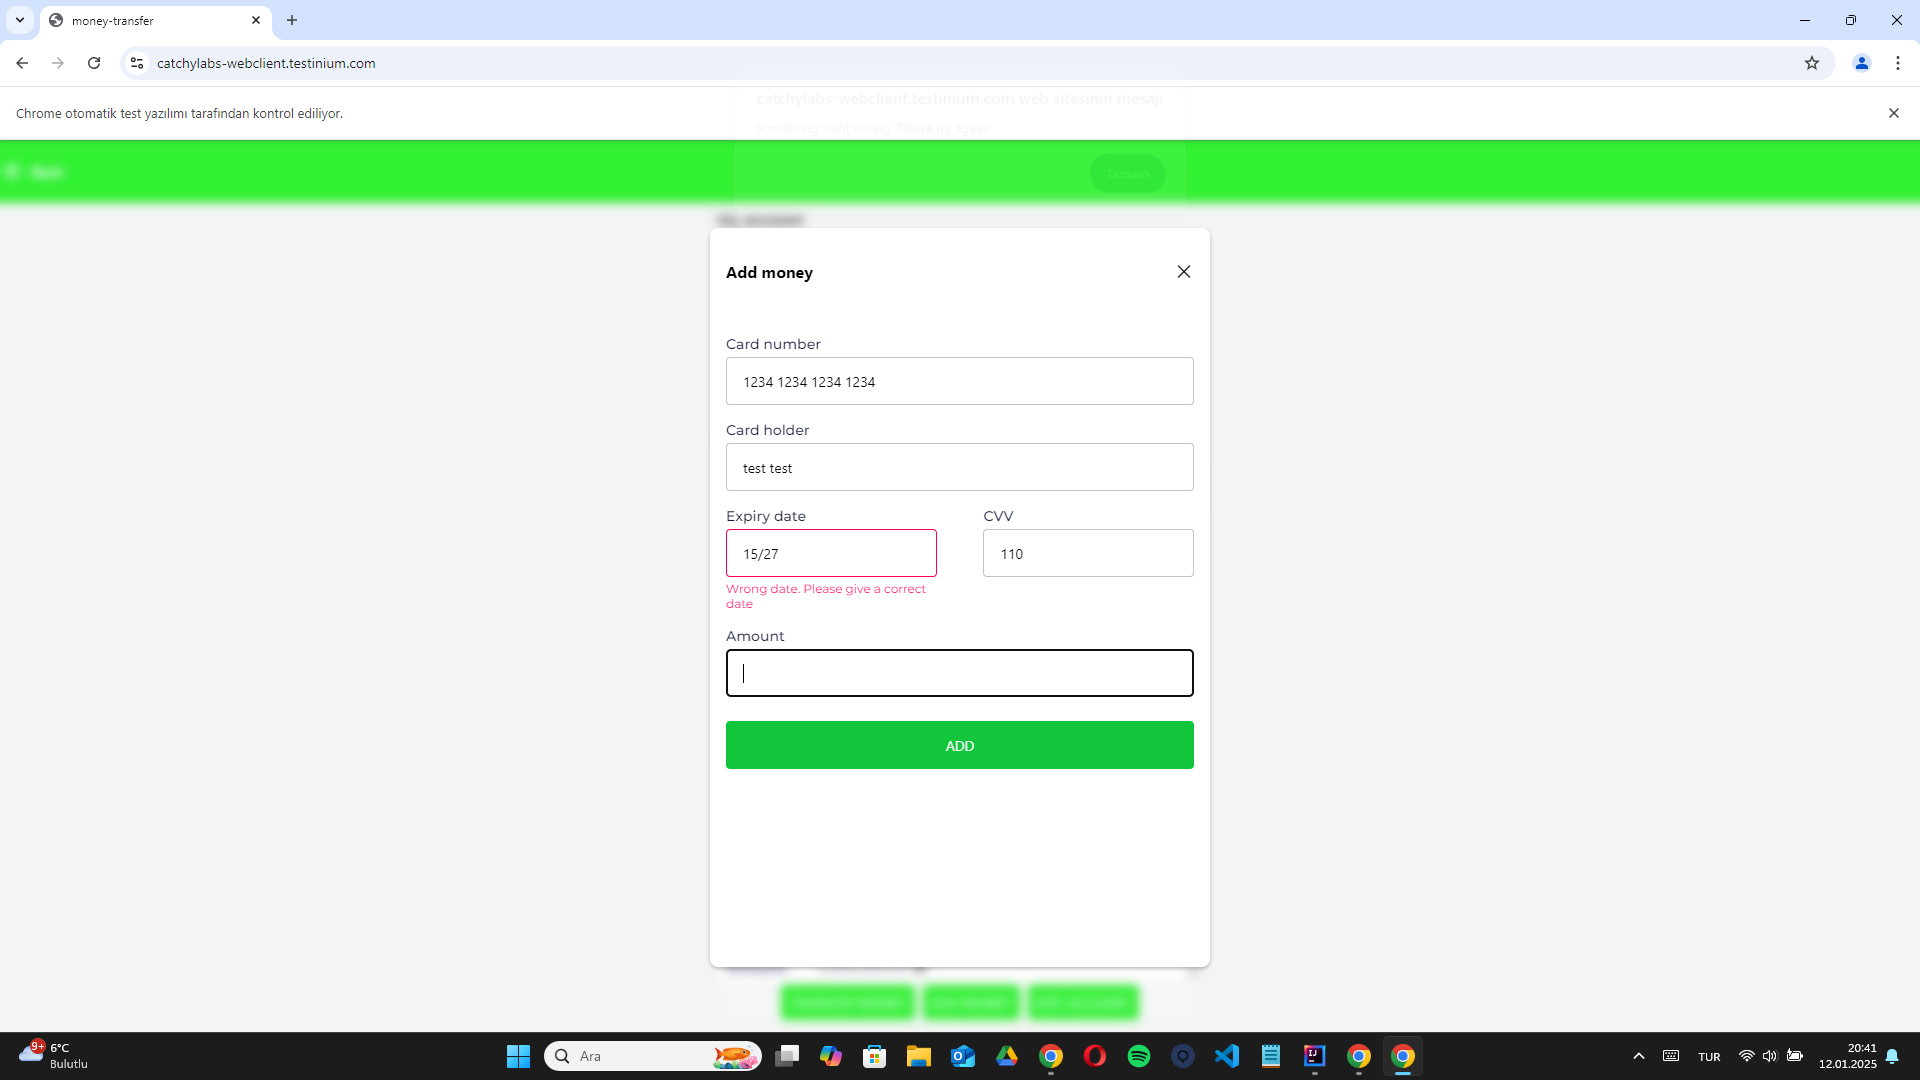 money-transfer
catchylabs-webclient.testinium.com
catchylabs-webclient.testinium.com web sitesinin mesajı
Something went wrong. Please try again!
Chrome otomatik test yazılımı tarafından kontrol ediliyor.
Tamam
My account
Add money
Card number
1234 1234 1234 1234
Card holder
test test
Expiry date
CVV
15/27
110
Wrong date. Please give a correct
date
Amount
ADD
9+
6°C
Bulutlu
Ara
TUR
20:41
12.01.2025